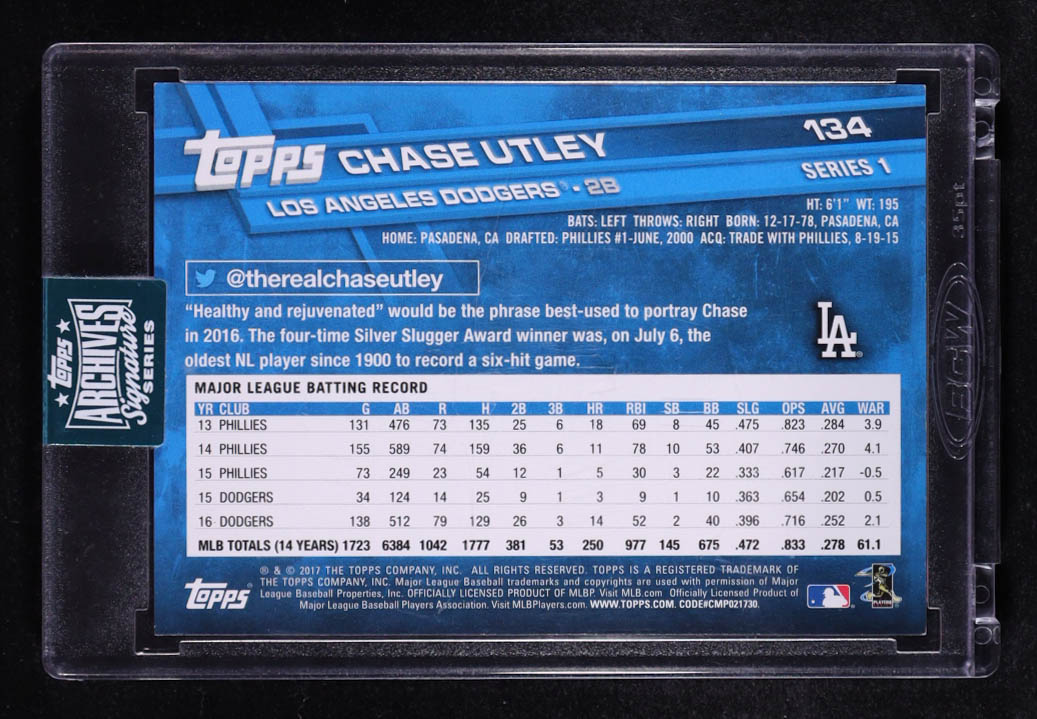 topps CHASE UTLEY
134
LOS ANGELES DODGERS® • 2B
SERIES 1
HT: 6'1" WT: 195
BATS: LEFT THROWS: RIGHT BORN: 12-17-78, PASADENA, CA
HOME: PASADENA, CA DRAFTED: PHILLIES #1-JUNE, 2000 ACQ: TRADE WITH PHILLIES, 8-19-15
@therealchaseutley
"Healthy and rejuvenated" would be the phrase best-used to portray Chase
in 2016. The four-time Silver Slugger Award winner was, on July 6, the
oldest NL player since 1900 to record a six-hit game.
LA
MAJOR LEAGUE BATTING RECORD
YR CLUB G AB R H 2B 3B HR RBI SB BB SLG OPS AVG WAR
13 PHILLIES 131 476 73 135 25 6 18 69 8 45 .475 .823 .284 3.9
14 PHILLIES 155 589 74 159 36 6 11 78 10 53 .407 .746 .270 4.1
15 PHILLIES 73 249 23 54 12 1 5 30 3 22 .333 .617 .217 -0.5
15 DODGERS 34 124 14 25 9 1 3 9 1 10 .363 .654 .202 0.5
16 DODGERS 138 512 79 129 26 3 14 52 2 40 .396 .716 .252 2.1
MLB TOTALS (14 YEARS) 1723 6384 1042 1777 381 53 250 977 145 675 .472 .833 .278 61.1
topps
® & © 2017 THE TOPPS COMPANY, INC. ALL RIGHTS RESERVED. TOPPS IS A REGISTERED TRADEMARK OF
THE TOPPS COMPANY, INC. Major League Baseball trademarks and copyrights are used with permission of Major
League Baseball Properties, Inc. OFFICIALLY LICENSED PRODUCT OF MLBP. Visit MLB.com Officially Licensed Product of
Major League Baseball Players Association. Visit MLBPlayers.com. WWW.TOPPS.COM. CODE#CMP021730.
PLAYERS
Topps
ARCHIVES
Signature
SERIES
35pt